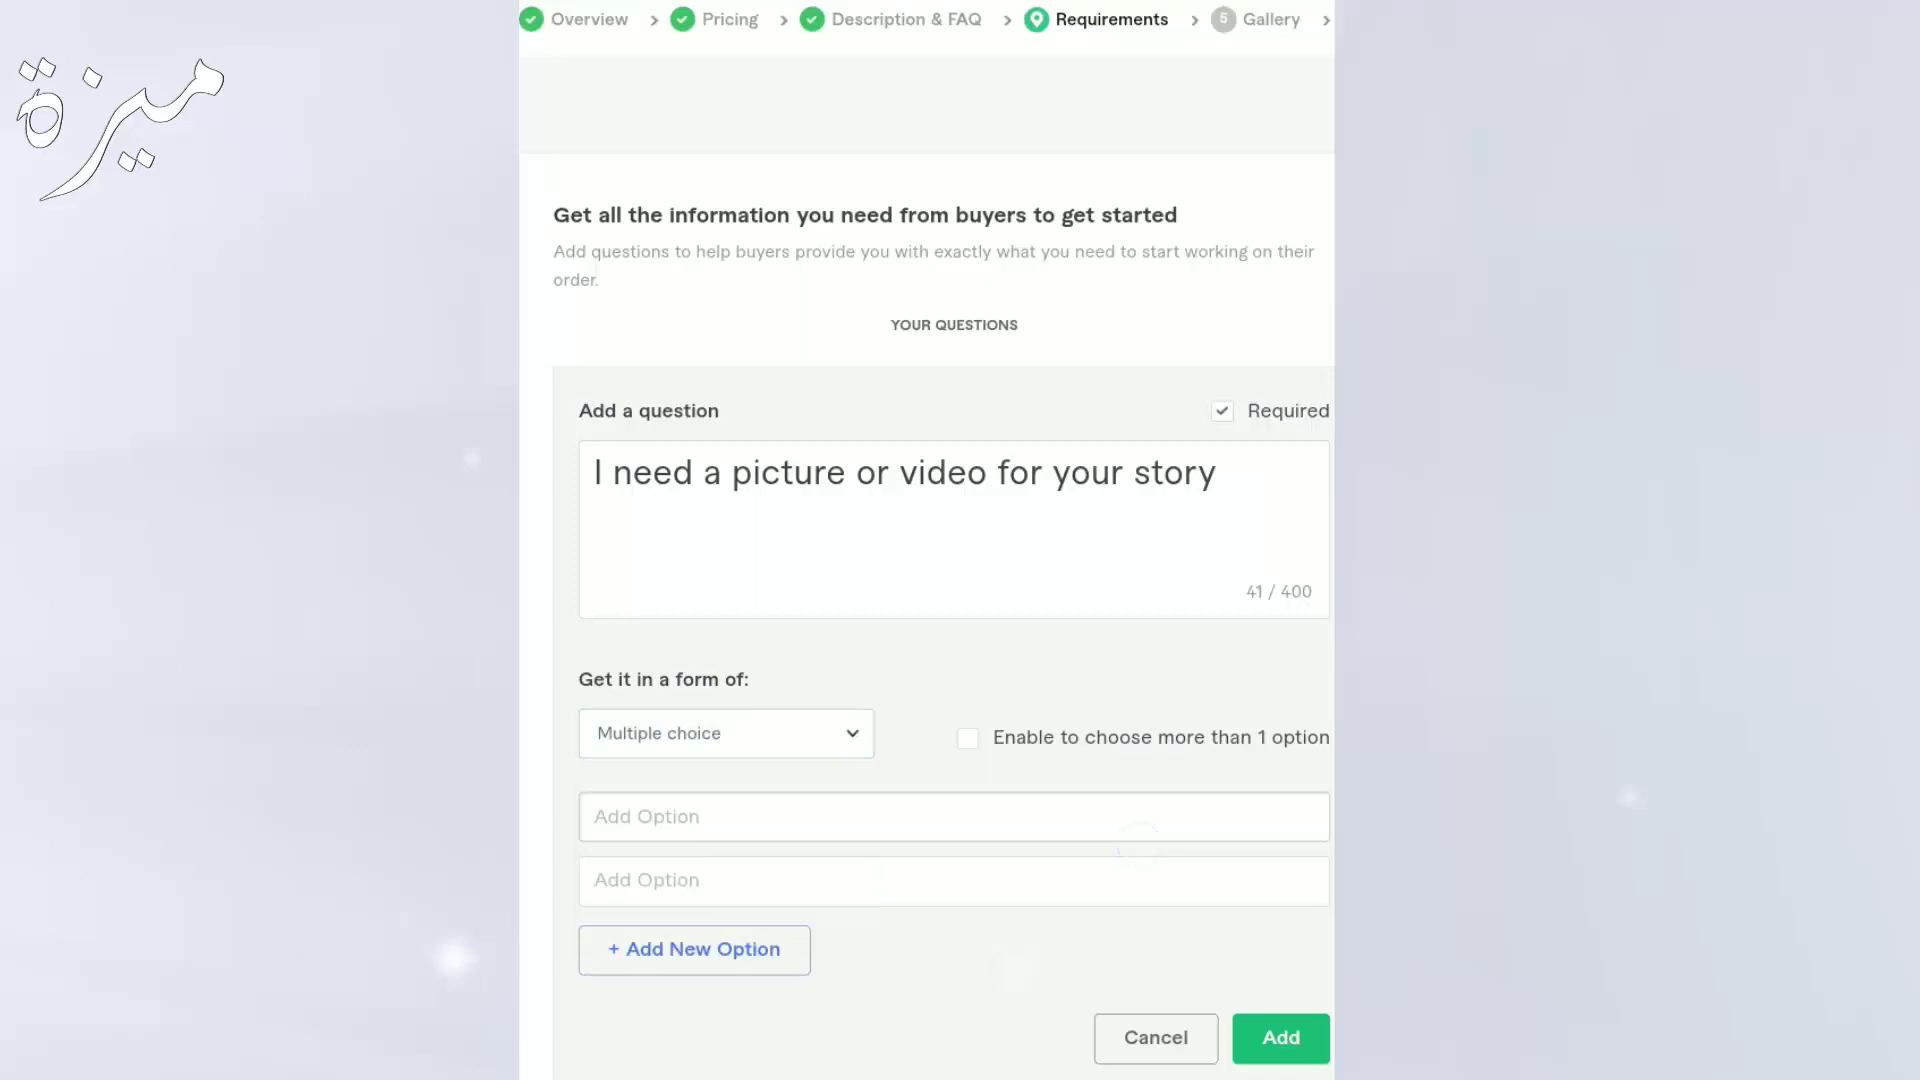 ميزة
Overview > Pricing > Description & FAQ > Requirements > 5 Gallery >
Get all the information you need from buyers to get started
Add questions to help buyers provide you with exactly what you need to start working on their
order.
YOUR QUESTIONS
Add a question
Required
I need a picture or video for your story
41 / 400
Get it in a form of:
Multiple choice
Enable to choose more than 1 option
Add Option
Add Option
+ Add New Option
Cancel
Add